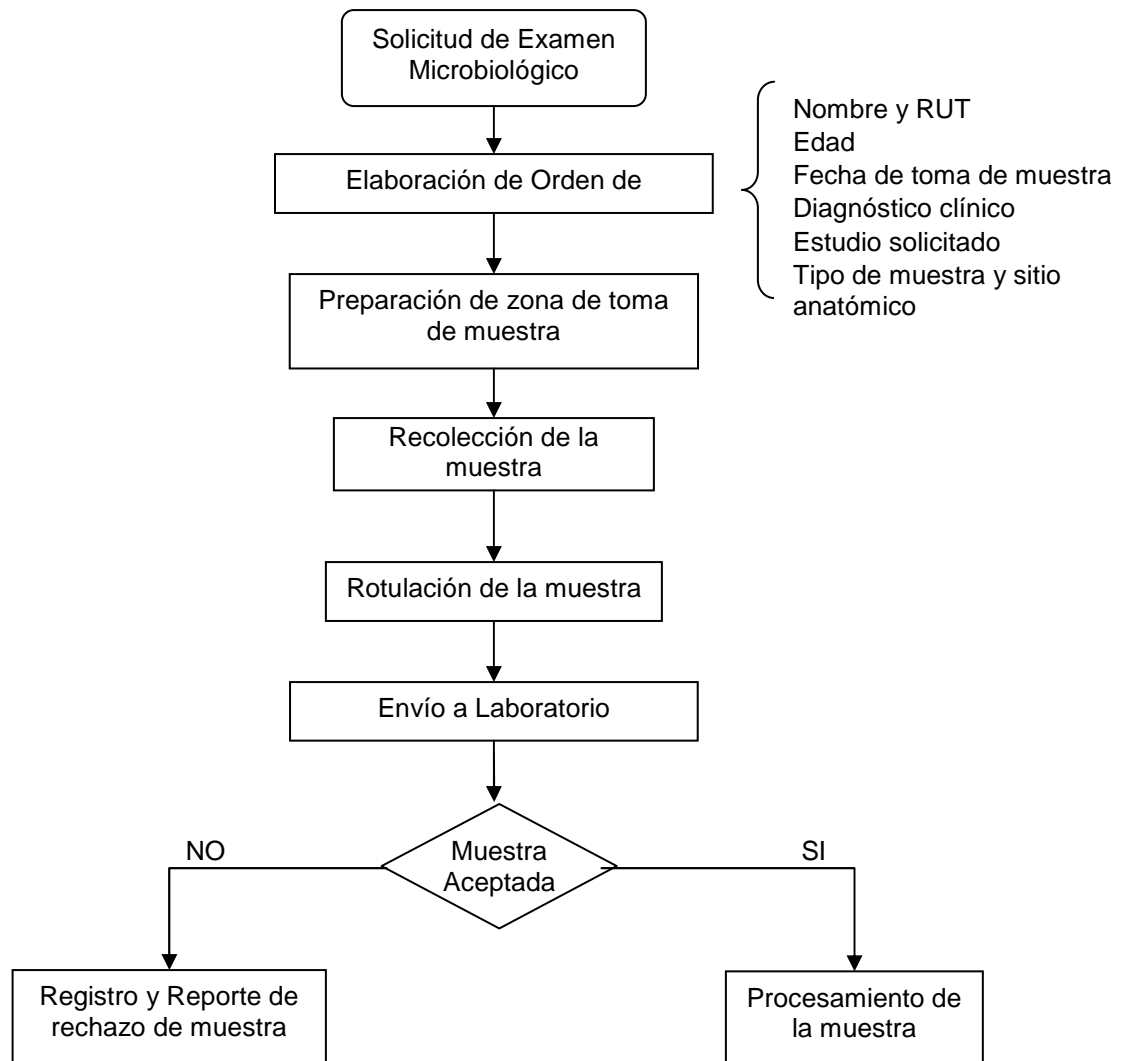 Solicitud de Examen
Microbiológico
Nombre y RUT
Edad
Fecha de toma de muestra
Diagnóstico clínico
Estudio solicitado
Tipo de muestra y sitio
anatómico
Elaboración de Orden de
Preparación de zona de toma
de muestra
Recolección de la
muestra
Rotulación de la muestra
Envío a Laboratorio
Muestra
Aceptada
NO
SI
Registro y Reporte de
rechazo de muestra
Procesamiento de
la muestra